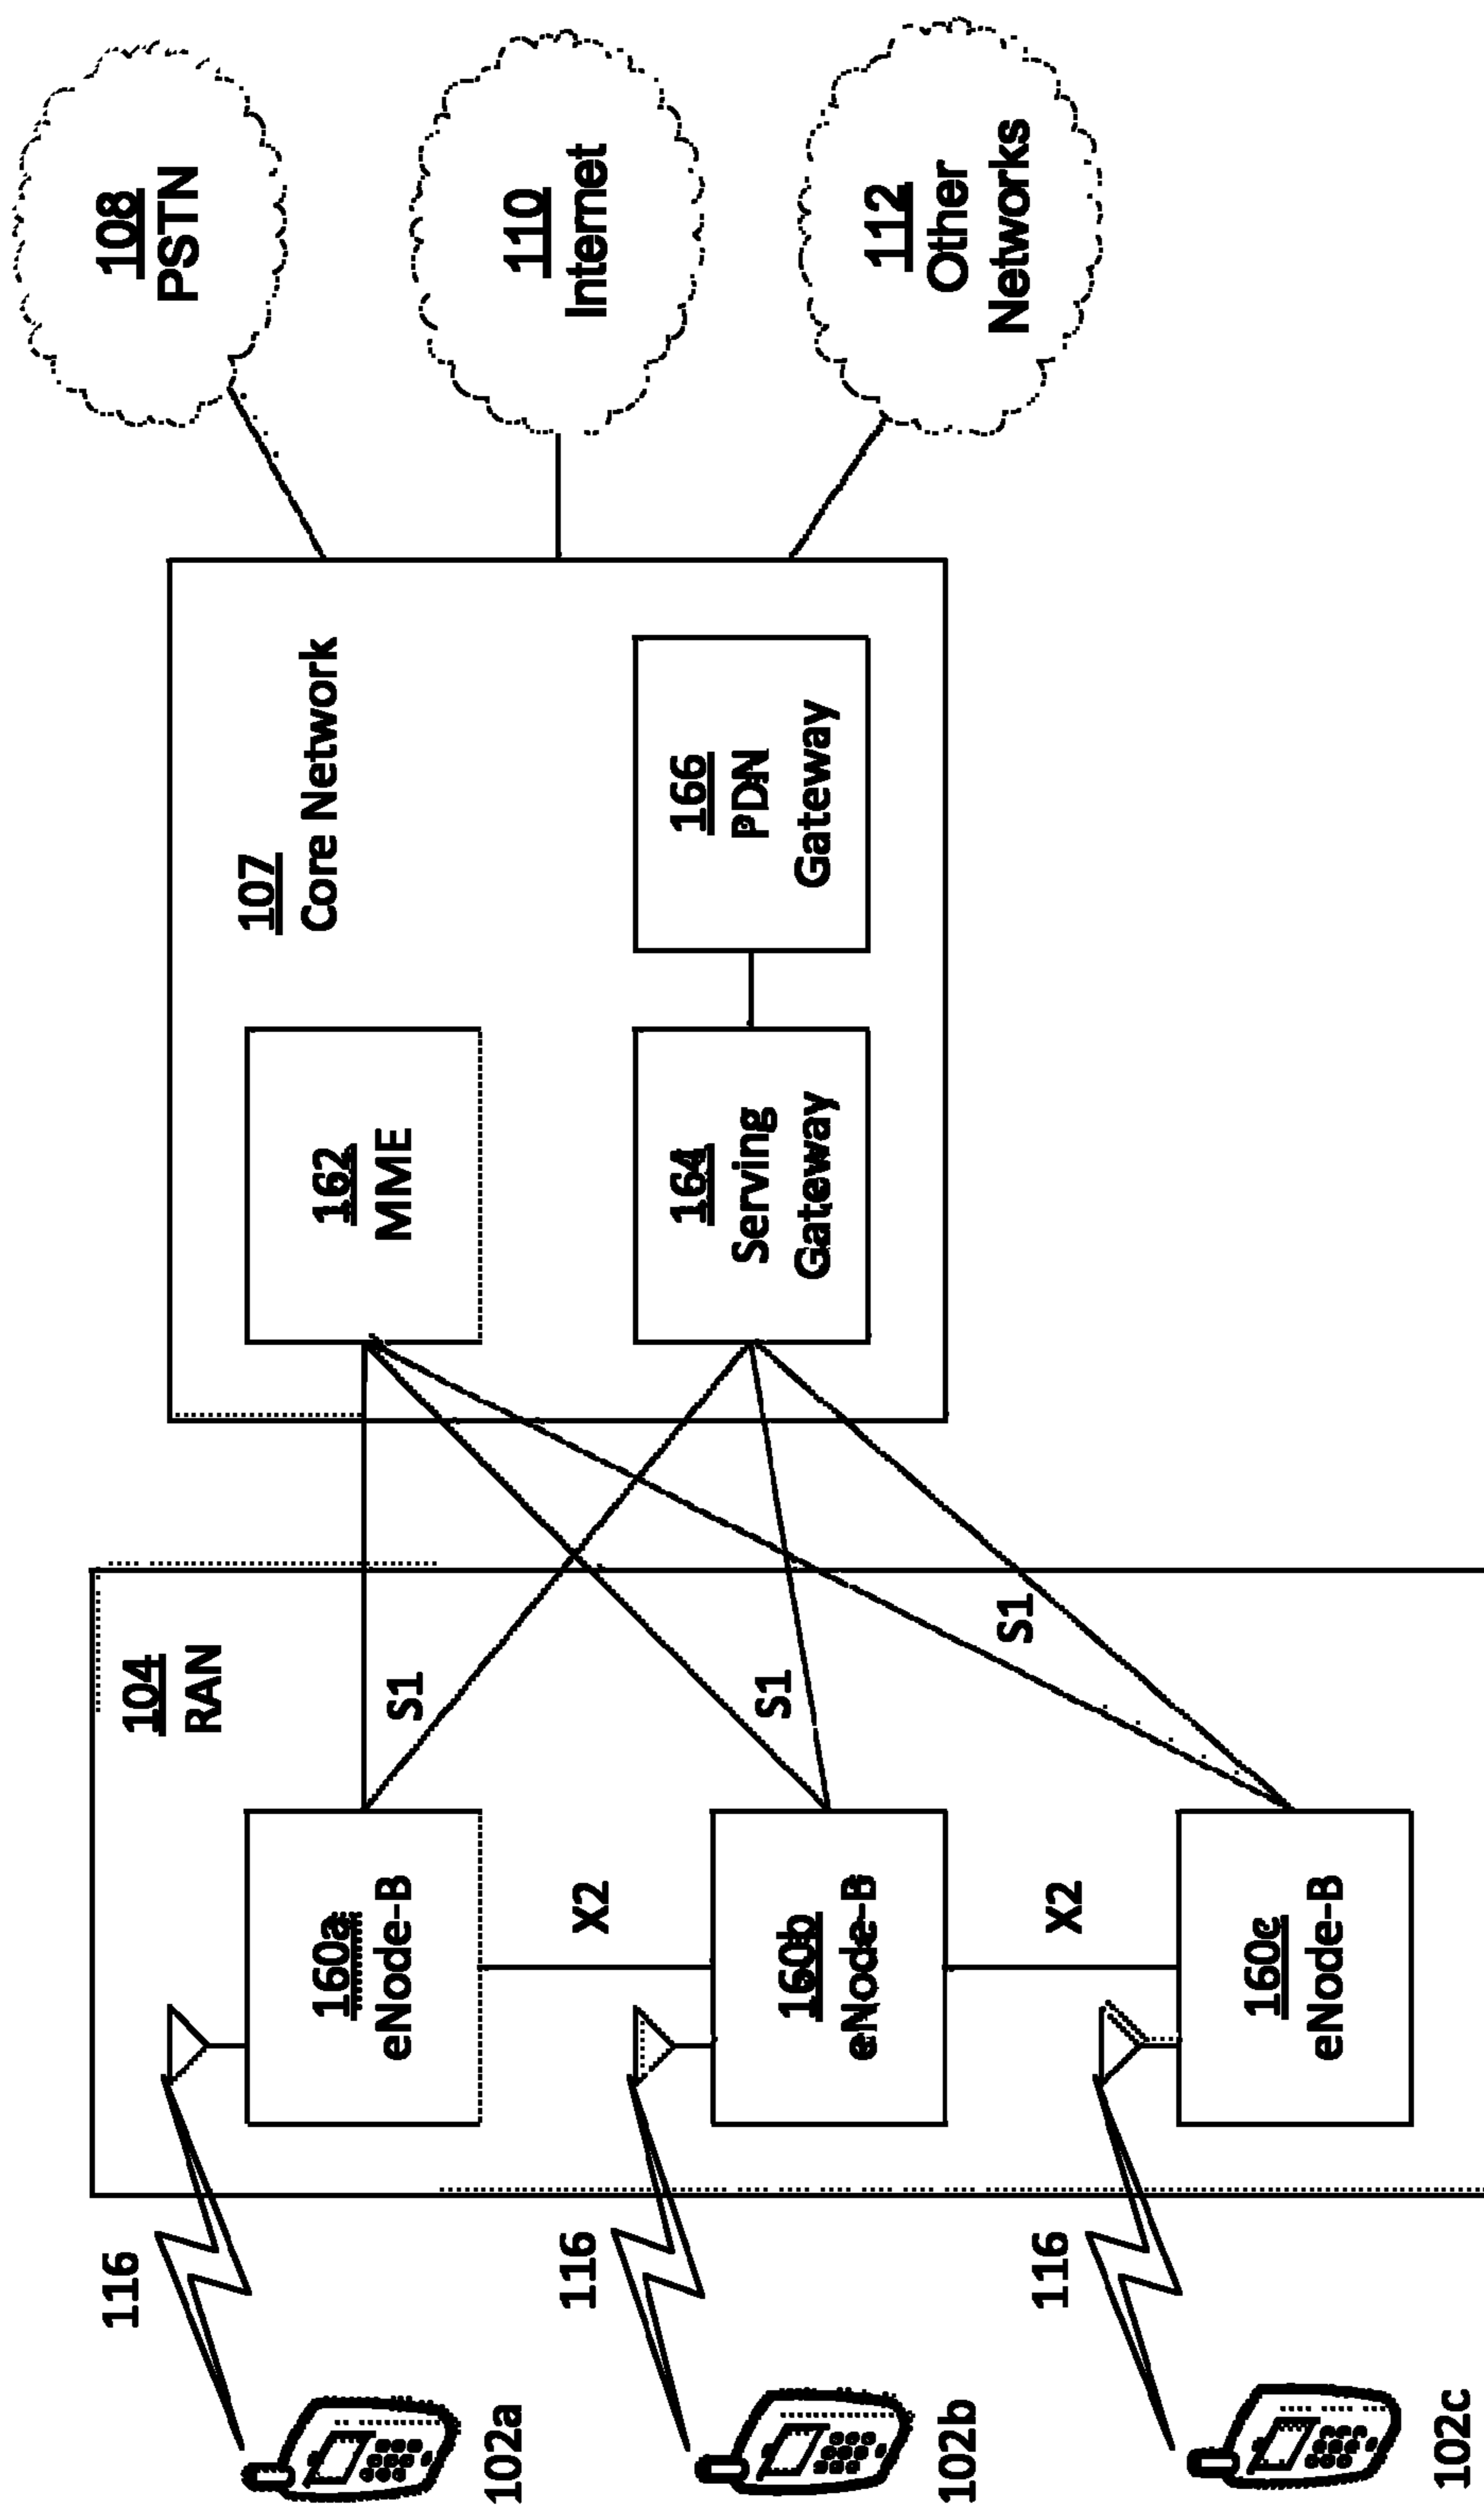 116
102a
116
102b
116
102c
104
RAN
160a
eNode-B
X2
160b
eNode-B
X2
160c
eNode-B
S1
S1
S1
107
Core Network
162
MME
164
Serving
Gateway
166
PDN
Gateway
108
PSTN
110
Internet
112
Other
Networks